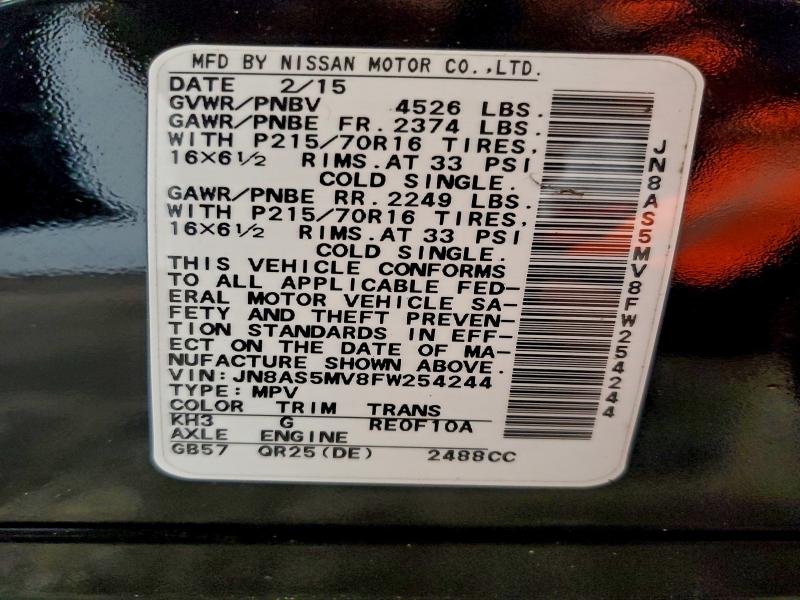 MFD BY NISSAN MOTOR CO.,LTD.
DATE 2/15
GVWR/PNBV 4526 LBS.
GAWR/PNBE FR.2374 LBS.
WITH P215/70R16 TIRES,
16×6½ RIMS.AT 33 PSI
COLD SINGLE.
GAWR/PNBE RR.2249 LBS.
WITH P215/70R16 TIRES,
16×6½ RIMS.AT 33 PSI
COLD SINGLE.
THIS VEHICLE CONFORMS
TO ALL APPLICABLE FED-
ERAL MOTOR VEHICLE SA-
FETY AND THEFT PREVEN-
TION STANDARDS IN EFF-
ECT ON THE DATE OF MA-
NUFACTURE SHOWN ABOVE.
VIN:JN8AS5MV8FW254244
TYPE:MPV
COLOR TRIM TRANS
KH3 G RE0F10A
AXLE ENGINE
GB57 QR25(DE) 2488CC
JN8AS5MV8FW254244